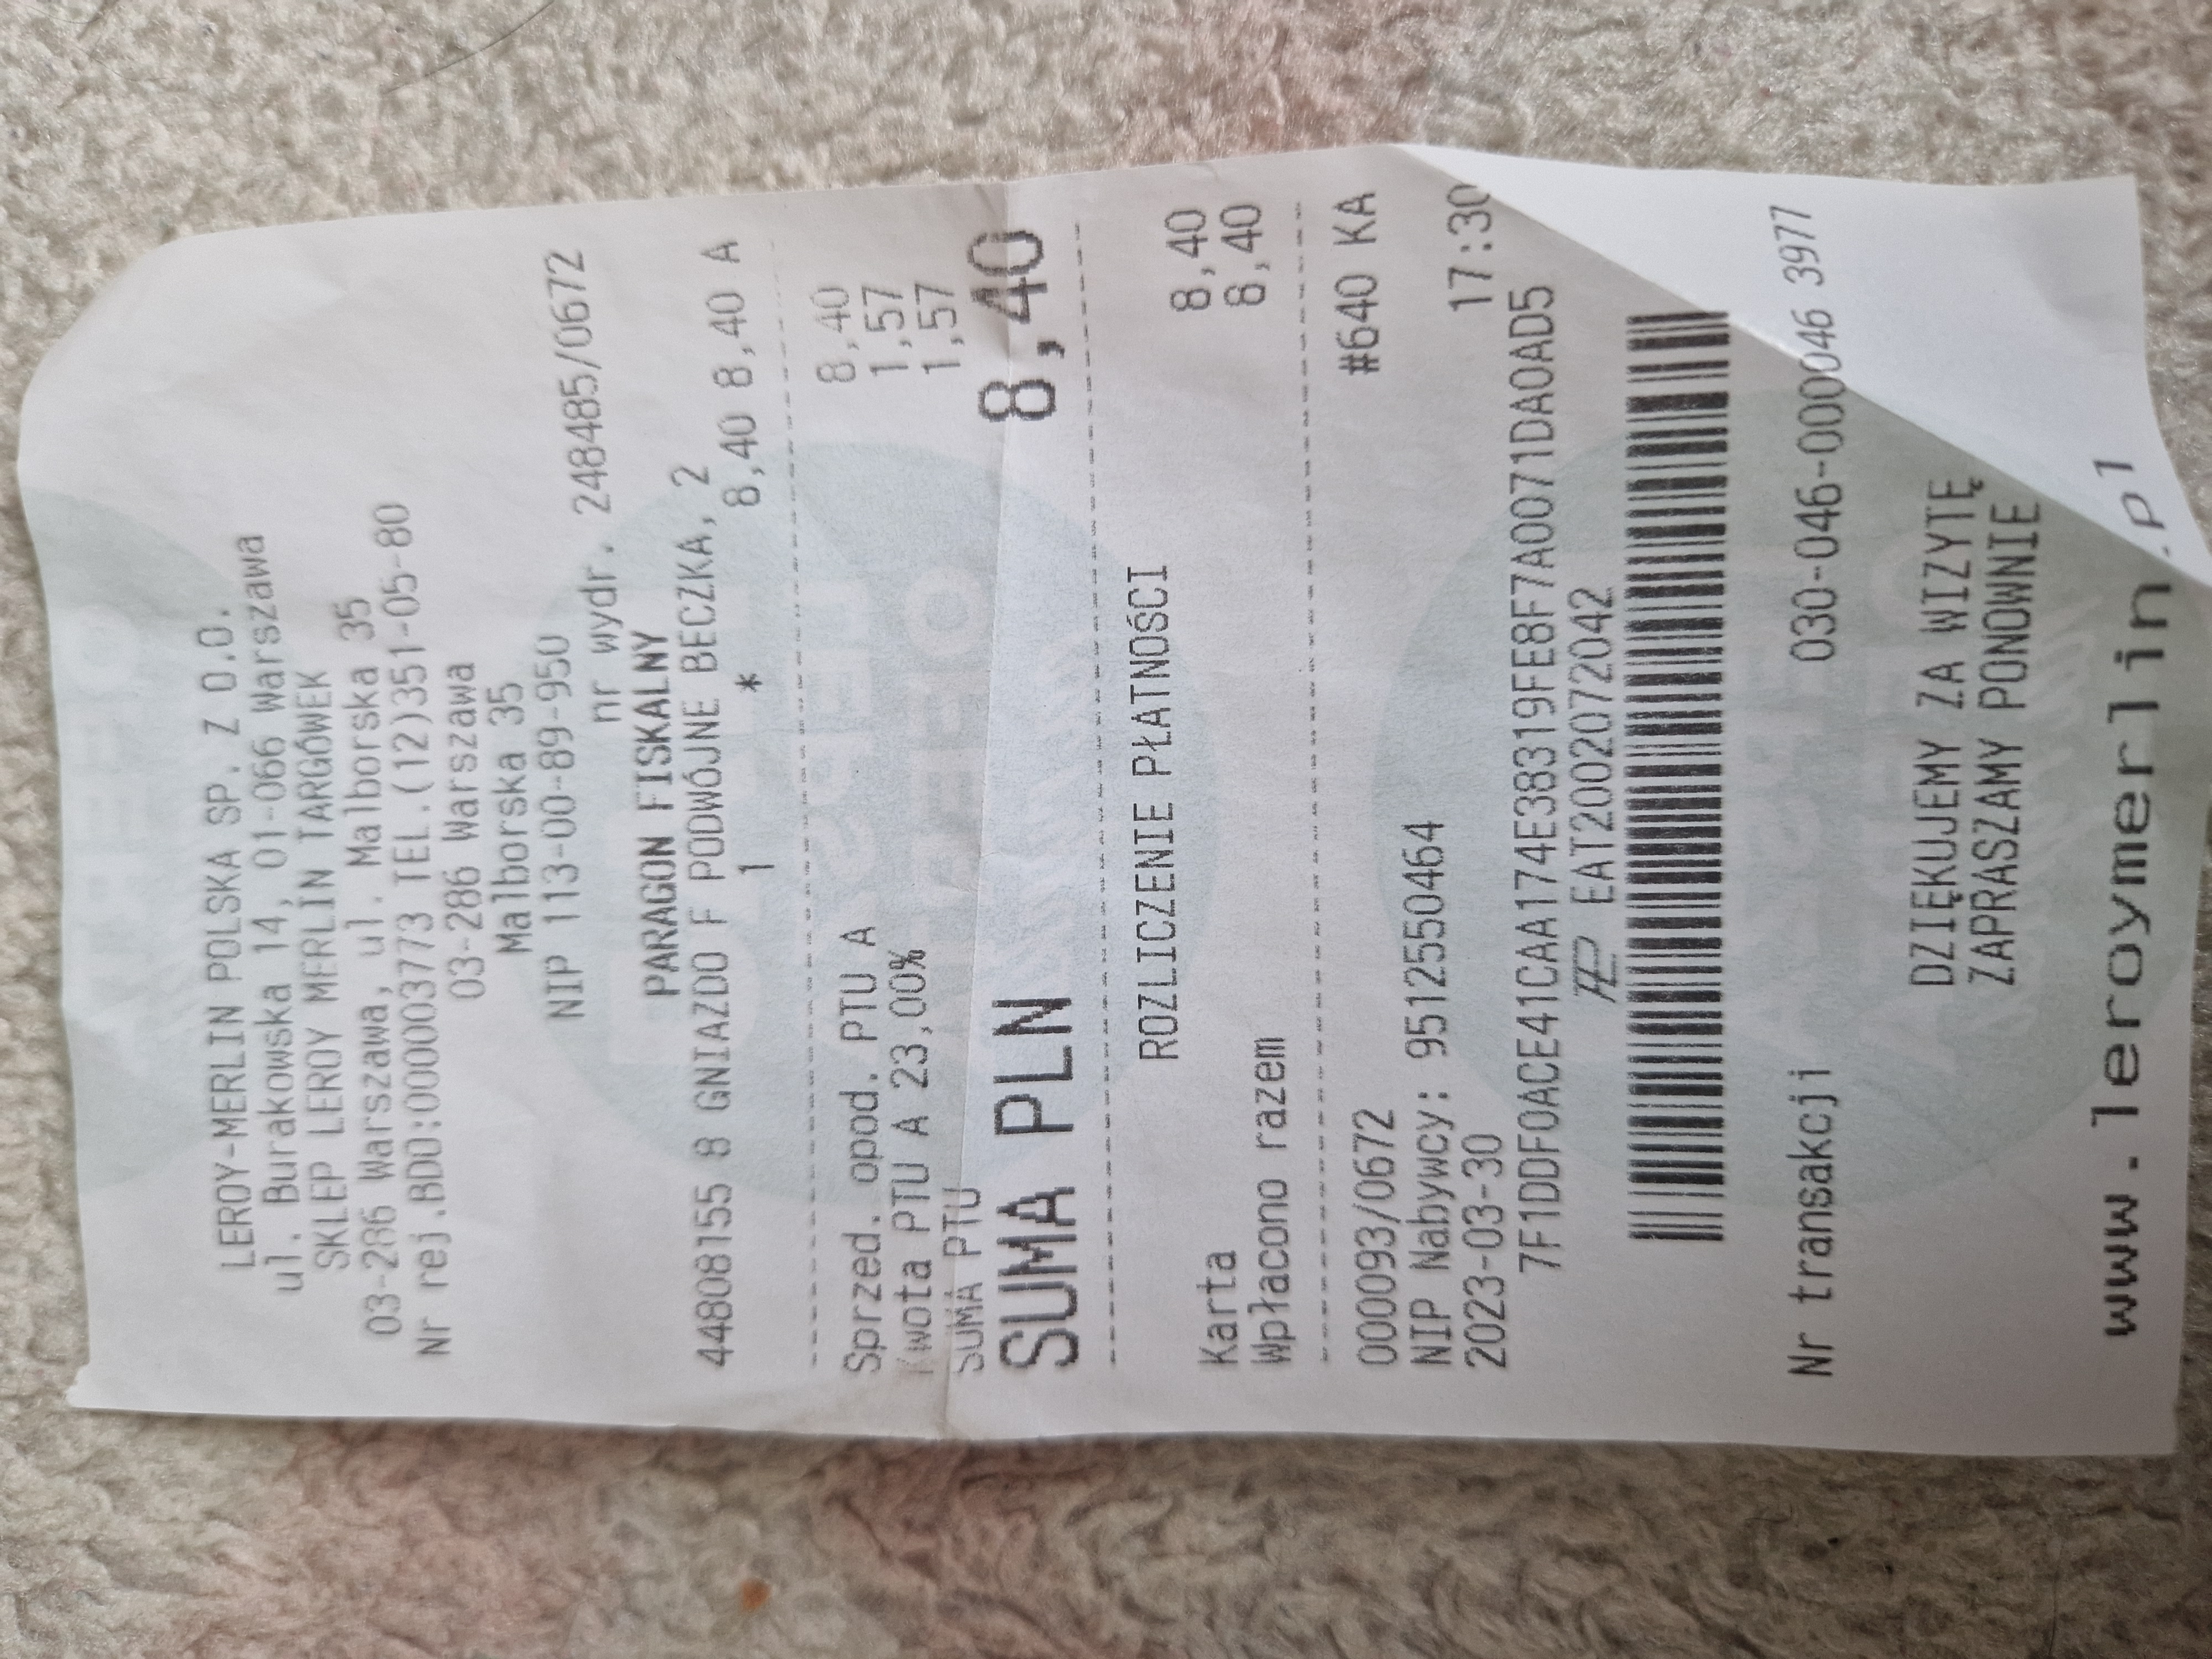 LEROY-MERLIN POLSKA SP. Z O.O.
ul. Burakowska 14, 01-066 Warszawa
SKLEP LEROY MERLIN TARGÓWEK
03-286 Warszawa, ul. Malborska 35
Nr rej.BDO:000003773 TEL.(12)351-05-80
03-286 Warszawa
Malborska 35
NIP 113-00-89-950
nr wydr. 248485/0672
PARAGON FISKALNY
44808155 8 GNIAZDO F PODWÓJNE BECZKA, 2
1 * 8,40 8,40 A
Sprzed. opod. PTU A 8,40
Kwota PTU A 23,00% 1,57
SUMA PTU 1,57
SUMA PLN 8,40
ROZLICZENIE PŁATNOŚCI
Karta 8,40
Wpłacono razem 8,40
000093/0672 #640 KA
NIP Nabywcy: 9512550464
2023-03-30 17:30
7F1DDF0ACE41CAA174E38319FE8F7A0071DA0AD5
EAT2002072042
Nr transakcji 030-046-000046 3977
DZIĘKUJEMY ZA WIZYTĘ
ZAPRASZAMY PONOWNIE
www.leroymerlin.pl